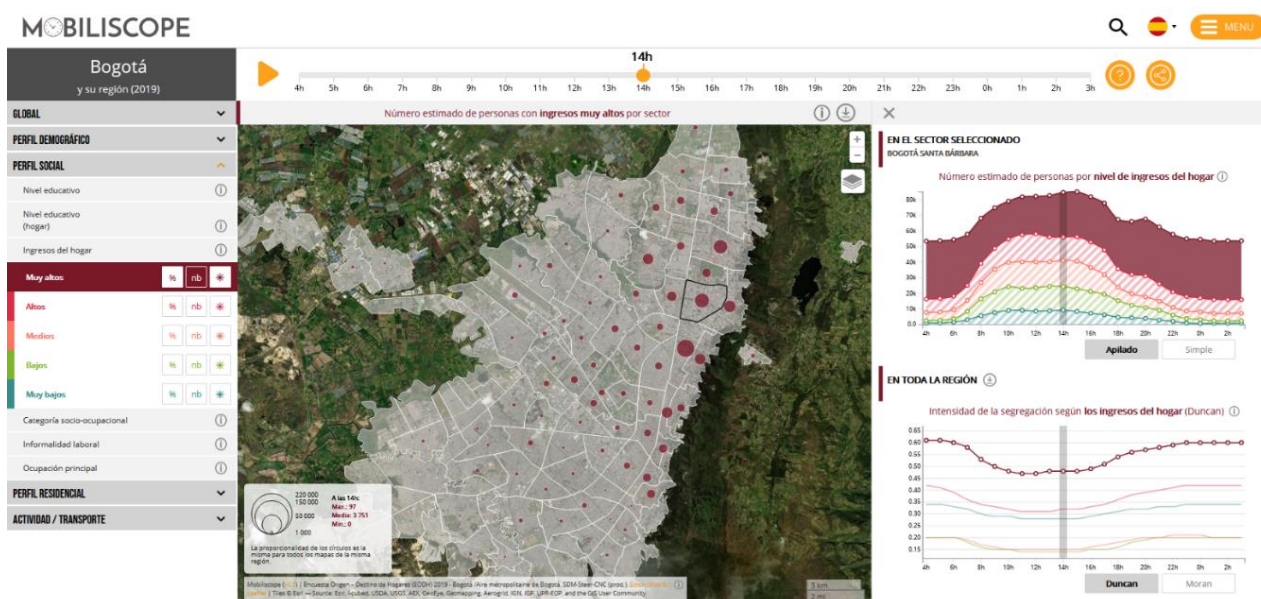 MOBILISCOPE
MENU
Bogotá
y su región (2019)
14h
4h 5h 6h 7h 8h 9h 10h 11h 12h 13h 14h 15h 16h 17h 18h 19h 20h 21h 22h 23h 0h 1h 2h 3h
GLOBAL
PERFIL DEMOGRÁFICO
PERFIL SOCIAL
Nivel educativo
Nivel educativo
(hogar)
Ingresos del hogar
Muy altos % nb
Altos % nb
Medios % nb
Bajos % nb
Muy bajos % nb
Categoría socio-ocupacional
Informalidad laboral
Ocupación principal
PERFIL RESIDENCIAL
ACTIVIDAD / TRANSPORTE
Número estimado de personas con ingresos muy altos por sector
+
−
220 000
150 000
50 000
1 000
A las 14h:
Media: 3 751
Min.: 0
La proporcionalidad de los círculos es la
misma para todos los mapas de la misma
región.
3 km
2 mi
EN EL SECTOR SELECCIONADO
BOGOTÁ SANTA BÁRBARA
Número estimado de personas por nivel de ingresos del hogar
80k
70k
60k
50k
40k
30k
20k
10k
0.0
4h 6h 8h 10h 12h 14h 16h 18h 20h 22h 0h 2h
Apilado Simple
EN TODA LA REGIÓN
Intensidad de la segregación según los ingresos del hogar (Duncan)
0.65
0.60
0.55
0.50
0.45
0.40
0.35
0.30
0.25
0.20
0.15
4h 6h 8h 10h 12h 14h 16h 18h 20h 22h 0h 2h
Duncan Moran